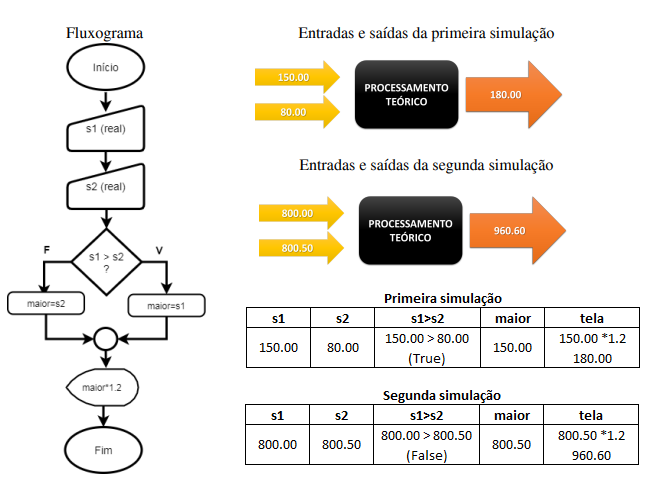 Fluxograma
Início
s1 (real)
s2 (real)
F
V
s1 > s2
?
maior=s2
maior=s1
maior*1.2
Fim
Entradas e saídas da primeira simulação
150.00
80.00
PROCESSAMENTO
TEÓRICO
180.00
Entradas e saídas da segunda simulação
800.00
800.50
PROCESSAMENTO
TEÓRICO
960.60
Primeira simulação
s1 s2 s1>s2 maior tela
150.00 80.00 150.00 > 80.00 150.00 150.00 *1.2
(True) 180.00
Segunda simulação
s1 s2 s1>s2 maior tela
800.00 800.50 800.00 > 800.50 800.50 800.50 *1.2
(False) 960.60